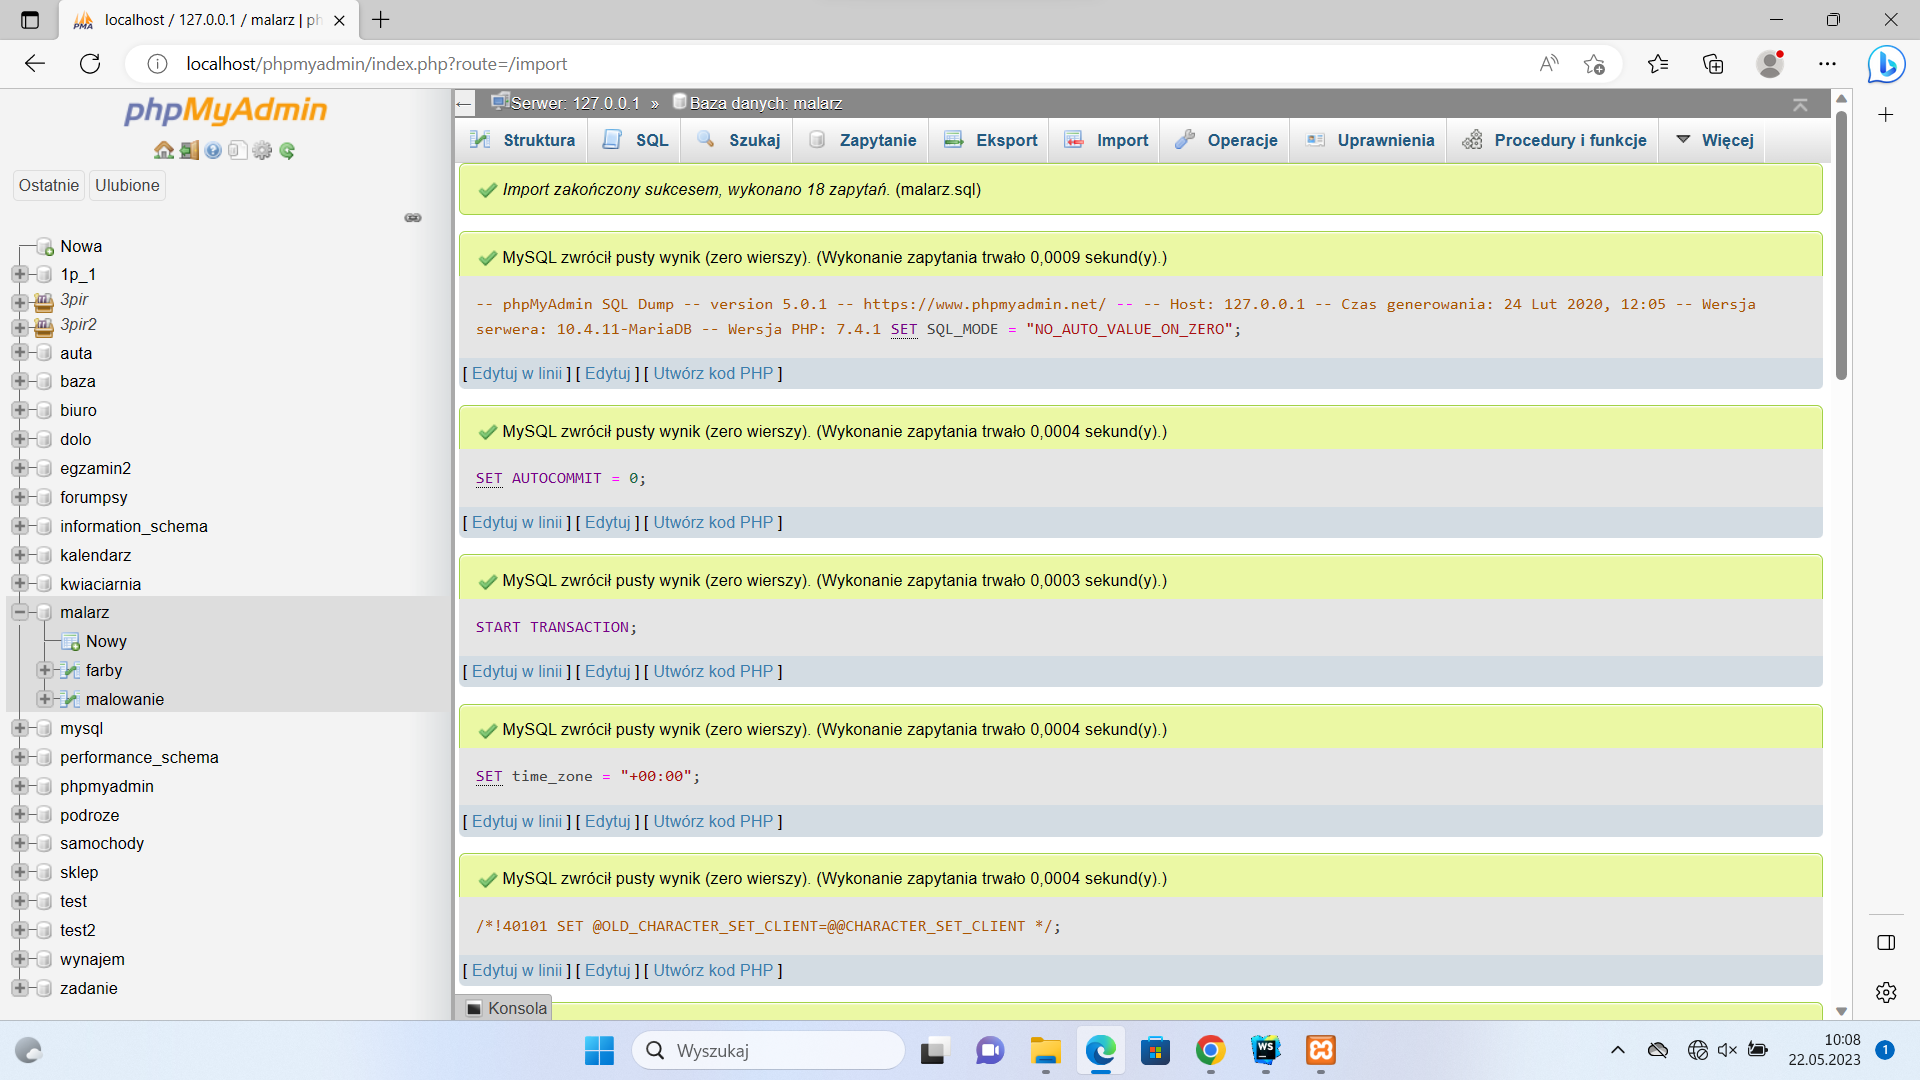 localhost / 127.0.0.1 / malarz | ph
localhost/phpmyadmin/index.php?route=/import
phpMyAdmin
Ostatnie
Ulubione
Nowa
1p_1
3pir
3pir2
auta
baza
biuro
dolo
egzamin2
forumpsy
information_schema
kalendarz
kwiaciarnia
malarz
Nowy
farby
malowanie
mysql
performance_schema
phpmyadmin
podroze
samochody
sklep
test
test2
wynajem
zadanie
Serwer: 127.0.0.1 » Baza danych: malarz
Struktura SQL Szukaj Zapytanie Eksport Import Operacje Uprawnienia Procedury i funkcje Więcej
Import zakończony sukcesem, wykonano 18 zapytań. (malarz.sql)
MySQL zwrócił pusty wynik (zero wierszy). (Wykonanie zapytania trwało 0,0009 sekund(y).)
-- phpMyAdmin SQL Dump -- version 5.0.1 -- https://www.phpmyadmin.net/ -- -- Host: 127.0.0.1 -- Czas generowania: 24 Lut 2020, 12:05 -- Wersja
serwera: 10.4.11-MariaDB -- Wersja PHP: 7.4.1 SET SQL_MODE = "NO_AUTO_VALUE_ON_ZERO";
[ Edytuj w linii ] [ Edytuj ] [ Utwórz kod PHP ]
MySQL zwrócił pusty wynik (zero wierszy). (Wykonanie zapytania trwało 0,0004 sekund(y).)
SET AUTOCOMMIT = 0;
[ Edytuj w linii ] [ Edytuj ] [ Utwórz kod PHP ]
MySQL zwrócił pusty wynik (zero wierszy). (Wykonanie zapytania trwało 0,0003 sekund(y).)
START TRANSACTION;
[ Edytuj w linii ] [ Edytuj ] [ Utwórz kod PHP ]
MySQL zwrócił pusty wynik (zero wierszy). (Wykonanie zapytania trwało 0,0004 sekund(y).)
SET time_zone = "+00:00";
[ Edytuj w linii ] [ Edytuj ] [ Utwórz kod PHP ]
MySQL zwrócił pusty wynik (zero wierszy). (Wykonanie zapytania trwało 0,0004 sekund(y).)
/*!40101 SET @OLD_CHARACTER_SET_CLIENT=@@CHARACTER_SET_CLIENT */;
[ Edytuj w linii ] [ Edytuj ] [ Utwórz kod PHP ]
Konsola
Wyszukaj
WS
10:08
22.05.2023
1